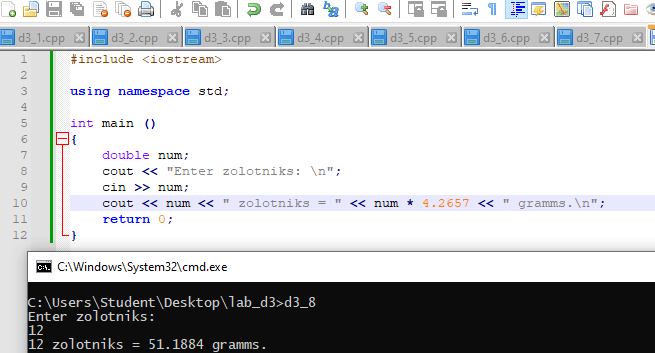 d3_1.cpp d3_2.cpp d3_3.cpp d3_4.cpp d3_5.cpp d3_6.cpp d3_7.cpp
1 #include <iostream>
2
3 using namespace std;
4
5 int main ()
6 {
7 double num;
8 cout << "Enter zolotniks: \n";
9 cin >> num;
10 cout << num << " zolotniks = " << num * 4.2657 << " gramms.\n";
11 return 0;
12 }
C:\Windows\System32\cmd.exe
C:\Users\Student\Desktop\lab_d3>d3_8
Enter zolotniks:
12
12 zolotniks = 51.1884 gramms.